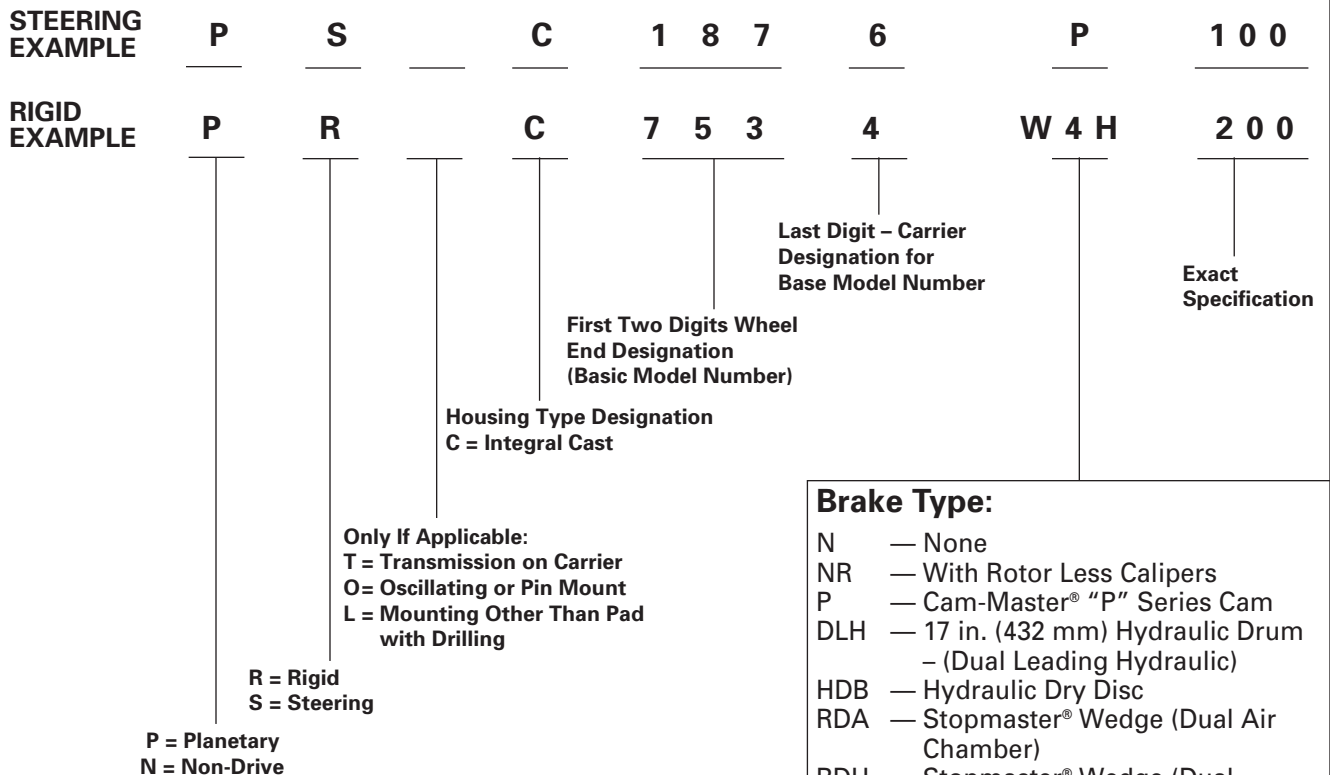 STEERING
EXAMPLE
P S C 1 8 7 6 P 1 0 0
RIGID
EXAMPLE
P R C 7 5 3 4 W 4 H 2 0 0
Last Digit – Carrier
Designation for
Base Model Number
Exact
Specification
First Two Digits Wheel
End Designation
(Basic Model Number)
Housing Type Designation
C = Integral Cast
Only If Applicable:
T = Transmission on Carrier
O= Oscillating or Pin Mount
L = Mounting Other Than Pad
with Drilling
R = Rigid
S = Steering
P = Planetary
N = Non-Drive
Brake Type:
N — None
NR — With Rotor Less Calipers
P — Cam-Master® “P” Series Cam
DLH — 17 in. (432 mm) Hydraulic Drum
– (Dual Leading Hydraulic)
HDB — Hydraulic Dry Disc
RDA — Stopmaster® Wedge (Dual Air
Chamber)